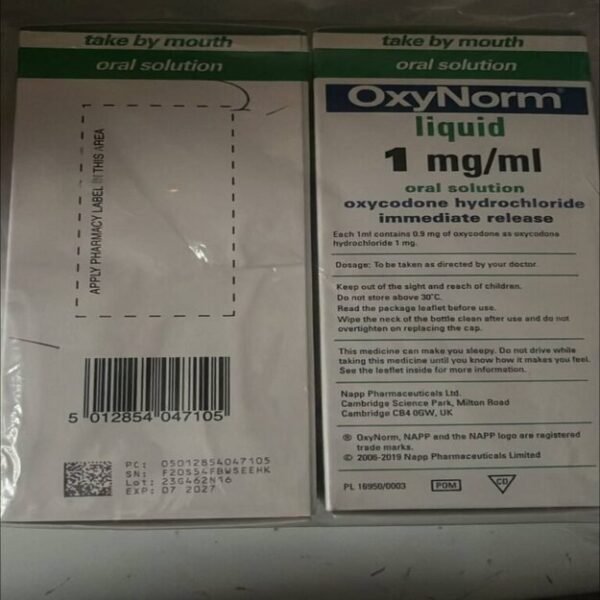 take by mouth
oral solution
APPLY PHARMACY LABEL IN THIS AREA
5 012854 047105
PC: 05012854047105
SN: F20S54FBW5EEHK
Lot: 23G462N16
EXP: 07 2027
take by mouth
oral solution
OxyNorm®
liquid
1 mg/ml
oral solution
oxycodone hydrochloride
immediate release
Each 1ml contains 0.9 mg of oxycodone as oxycodone
hydrochloride 1 mg.
Dosage: To be taken as directed by your doctor
Keep out of the sight and reach of children.
Do not store above 30°C.
Read the package leaflet before use.
Wipe the neck of the bottle clean after use and do not
overtighten on replacing the cap.
This medicine can make you sleepy. Do not drive while
taking this medicine until you know how it makes you feel.
See the leaflet inside for more information.
Napp Pharmaceuticals Ltd.
Cambridge Science Park, Milton Road
Cambridge CB4 0GW, UK
® OxyNorm, NAPP and the NAPP logo are registered
trade marks.
© 2006-2019 Napp Pharmaceuticals Limited
PL 16950/0003 POM CD